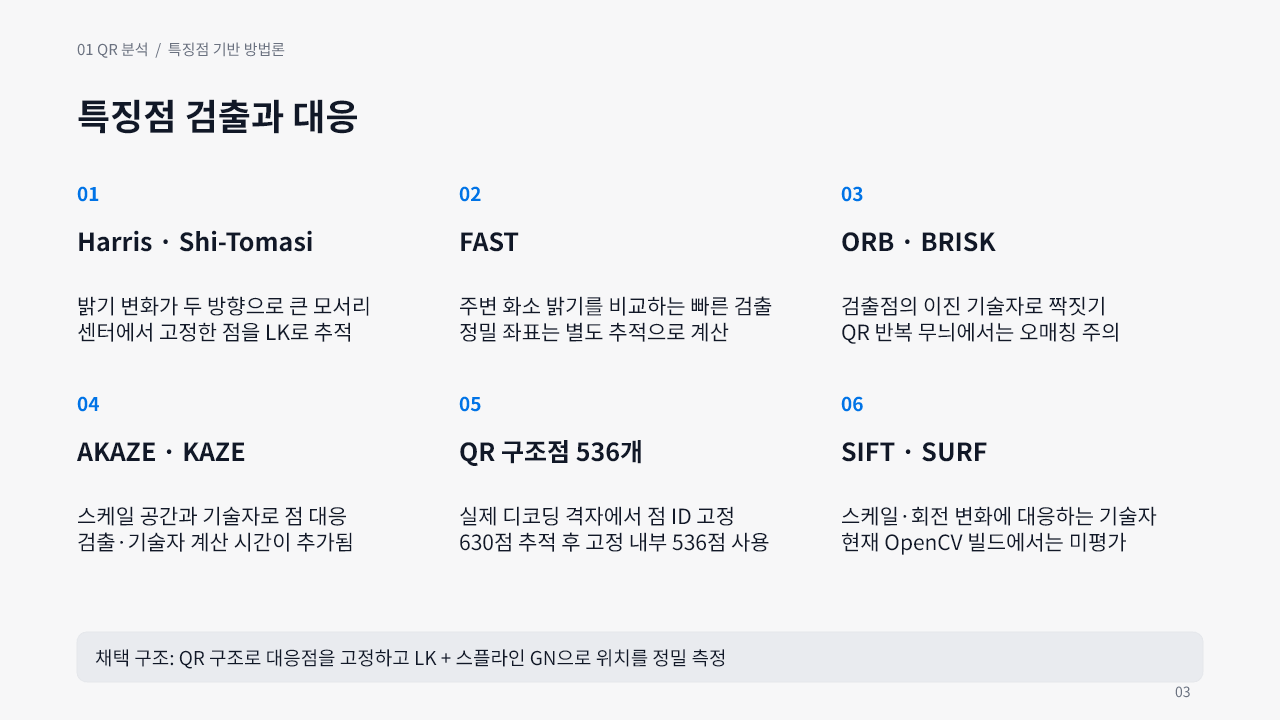 01 QR 분석 / 특징점 기반 방법론
특징점 검출과 대응
01
Harris · Shi-Tomasi
밝기 변화가 두 방향으로 큰 모서리
센터에서 고정한 점을 LK로 추적
02
FAST
주변 화소 밝기를 비교하는 빠른 검출
정밀 좌표는 별도 추적으로 계산
03
ORB · BRISK
검출점의 이진 기술자로 짝짓기
QR 반복 무늬에서는 오매칭 주의
04
AKAZE · KAZE
스케일 공간과 기술자로 점 대응
검출·기술자 계산 시간이 추가됨
05
QR 구조점 536개
실제 디코딩 격자에서 점 ID 고정
630점 추적 후 고정 내부 536점 사용
06
SIFT · SURF
스케일·회전 변화에 대응하는 기술자
현재 OpenCV 빌드에서는 미평가
채택 구조: QR 구조로 대응점을 고정하고 LK + 스플라인 GN으로 위치를 정밀 측정
03